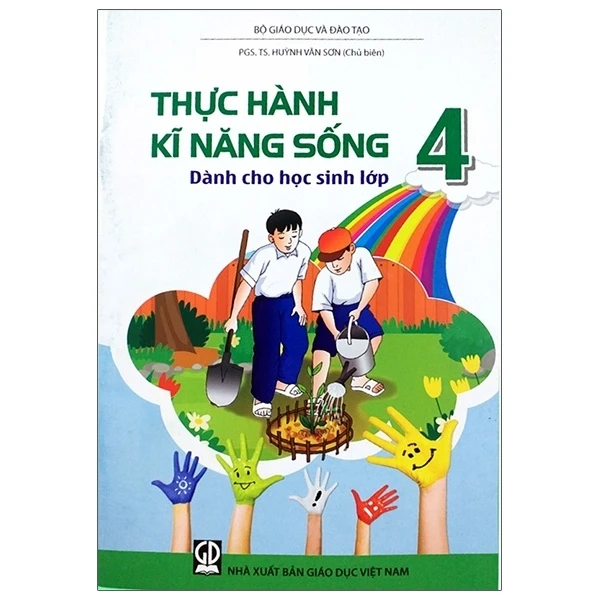 BỘ GIÁO DỤC VÀ ĐÀO TẠO
PGS, TS. HUỲNH VĂN SƠN (Chủ biên)
THỰC HÀNH
KĨ NĂNG SỐNG 4
Dành cho học sinh lớp
GD
NHÀ XUẤT BẢN GIÁO DỤC VIỆT NAM